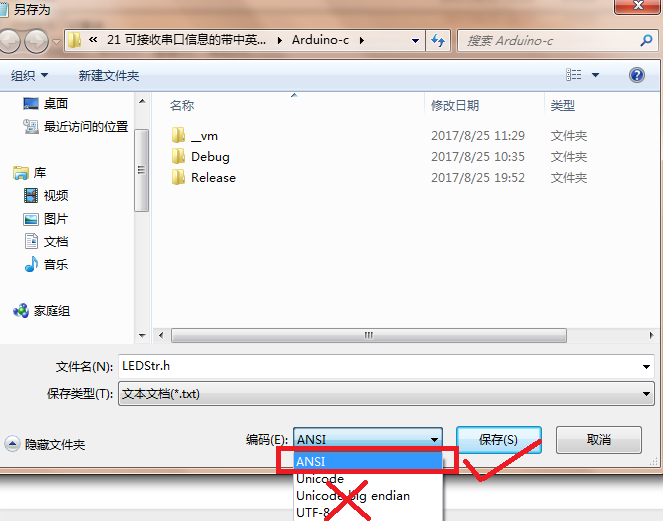 另存为
« 21 可接收串口信息的带中英... ▸ Arduino-c ▸
搜索 Arduino-c
组织 新建文件夹
名称 修改日期 类型
桌面
最近访问的位置
库
视频
图片
文档
音乐
家庭组
__vm 2017/8/25 11:29 文件夹
Debug 2017/8/25 10:35 文件夹
Release 2017/8/25 19:52 文件夹
文件名(N): LEDStr.h
保存类型(T): 文本文档(*.txt)
隐藏文件夹 编码(E): ANSI 保存(S) 取消
ANSI
Unicode
Unicode big endian
UTF-8